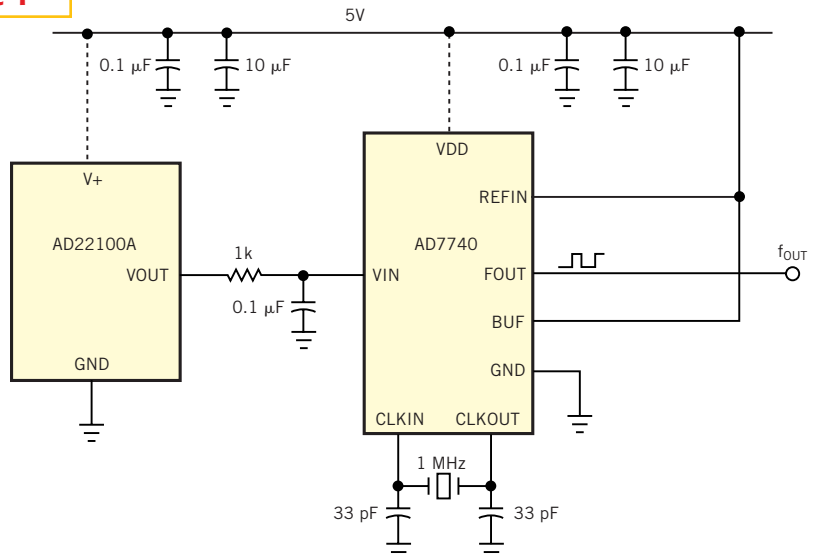 5V
0.1 µF
10 µF
0.1 µF
10 µF
V+
AD22100A
VOUT
GND
1k
0.1 µF
VDD
REFIN
AD7740
VIN
FOUT
BUF
GND
CLKIN
CLKOUT
fOUT
1 MHz
33 pF
33 pF